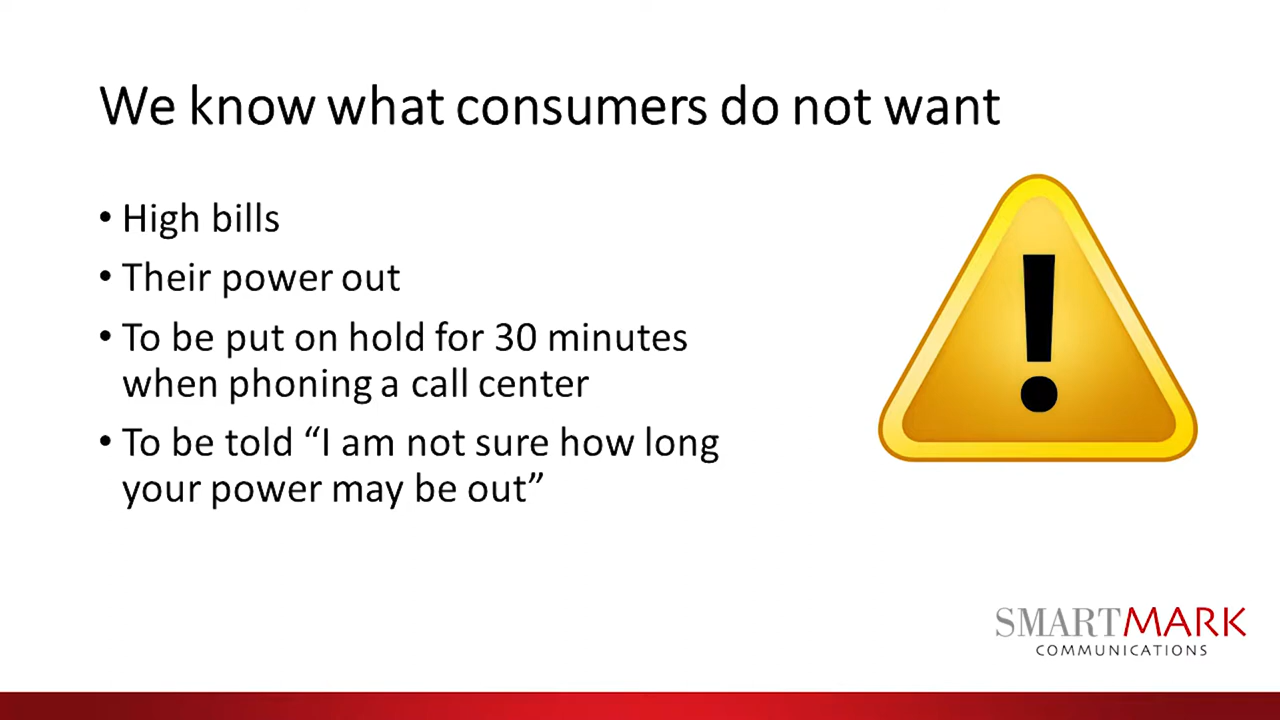 We know what consumers do not want
• High bills
• Their power out
• To be put on hold for 30 minutes
when phoning a call center
• To be told “I am not sure how long
your power may be out”
!
SMARTMARK
COMMUNICATIONS